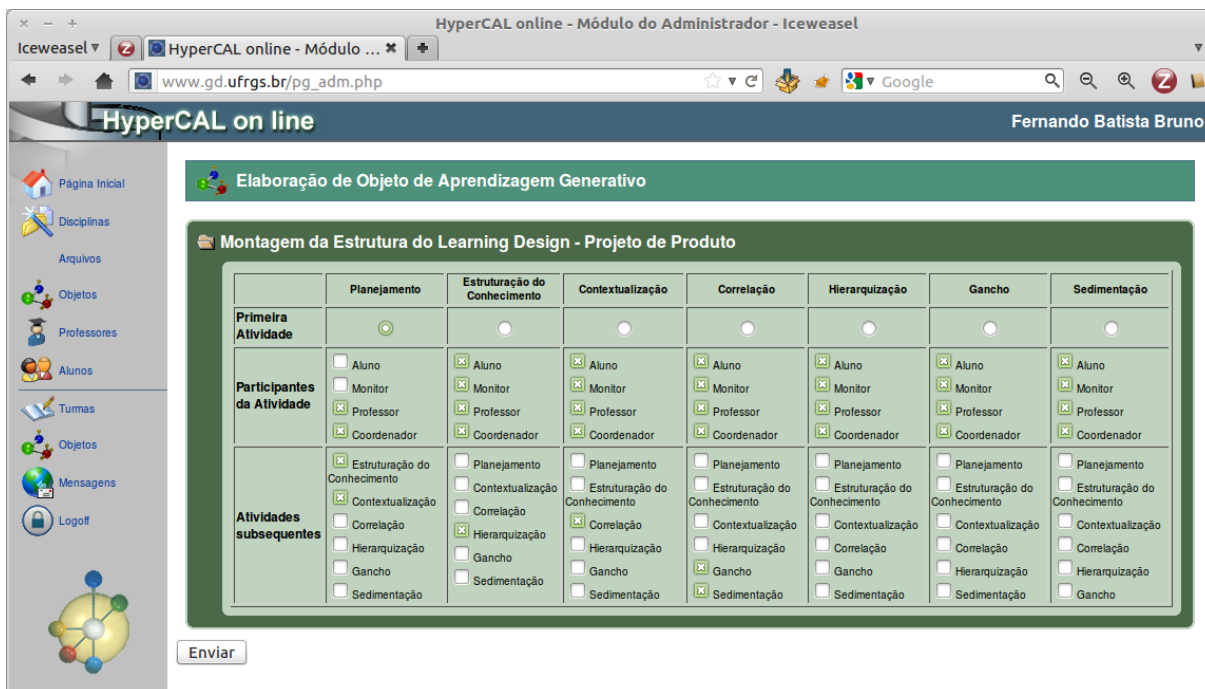 HyperCAL online - Módulo do Administrador - Iceweasel
Iceweasel
HyperCAL online - Módulo ...
www.gd.ufrgs.br/pg_adm.php
Google
HyperCAL on line
Fernando Batista Bruno
Página Inicial
Disciplinas
Arquivos
Objetos
Professores
Alunos
Turmas
Objetos
Mensagens
Logoff
Elaboração de Objeto de Aprendizagem Generativo
Montagem da Estrutura do Learning Design - Projeto de Produto
Planejamento
Estruturação do
Conhecimento
Contextualização
Correlação
Hierarquização
Gancho
Sedimentação
Primeira
Atividade
Participantes
da Atividade
Aluno
Monitor
Professor
Coordenador
Aluno
Monitor
Professor
Coordenador
Aluno
Monitor
Professor
Coordenador
Aluno
Monitor
Professor
Coordenador
Aluno
Monitor
Professor
Coordenador
Aluno
Monitor
Professor
Coordenador
Aluno
Monitor
Professor
Coordenador
Atividades
subsequentes
Estruturação do
Conhecimento
Contextualização
Correlação
Hierarquização
Gancho
Sedimentação
Planejamento
Contextualização
Correlação
Hierarquização
Gancho
Sedimentação
Planejamento
Estruturação do
Conhecimento
Correlação
Hierarquização
Gancho
Sedimentação
Planejamento
Estruturação do
Conhecimento
Contextualização
Hierarquização
Gancho
Sedimentação
Planejamento
Estruturação do
Conhecimento
Contextualização
Correlação
Gancho
Sedimentação
Planejamento
Estruturação do
Conhecimento
Contextualização
Correlação
Hierarquização
Sedimentação
Planejamento
Estruturação do
Conhecimento
Contextualização
Correlação
Hierarquização
Gancho
Enviar